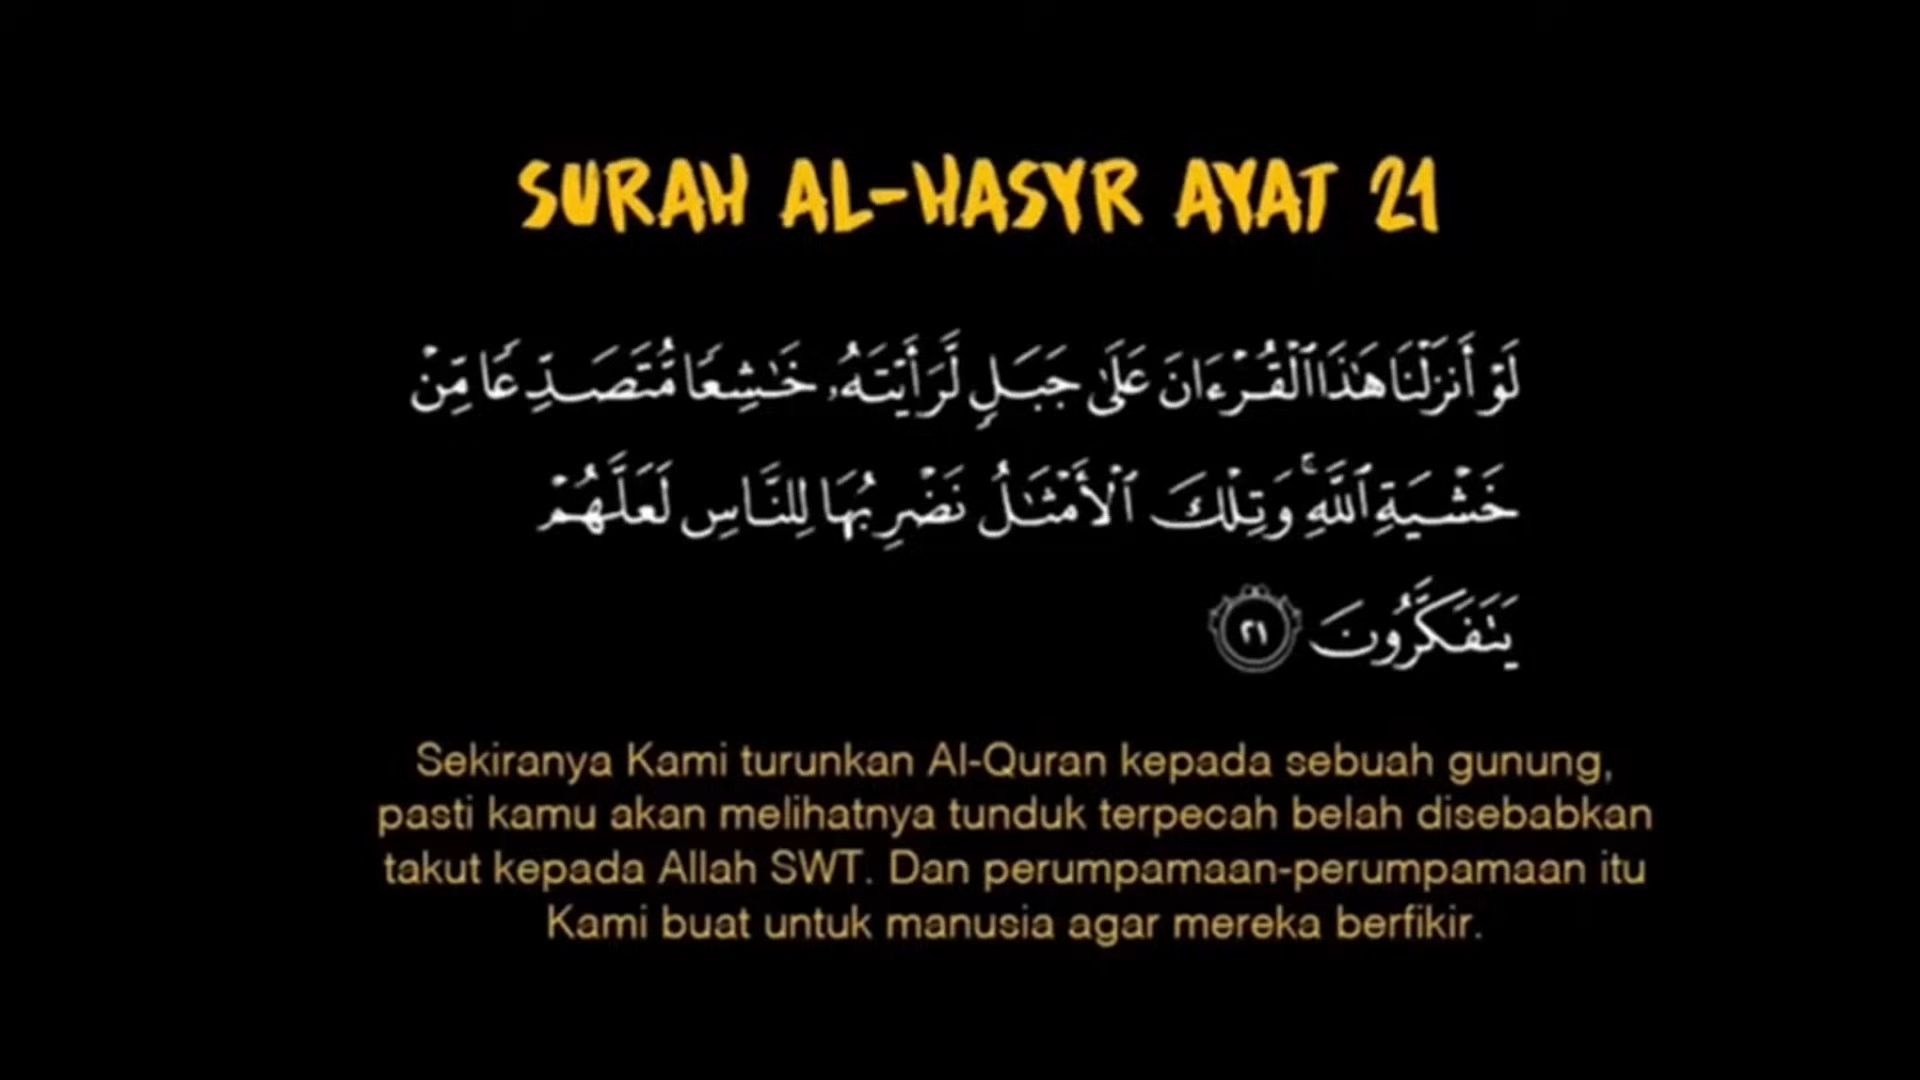 SURAH AL-HASYR AYAT 21
لَوْ أَنزَلْنَا هَٰذَا ٱلْقُرْءَانَ عَلَىٰ جَبَلٍ لَّرَأَيْتَهُۥ خَٰشِعًا مُّتَصَدِّعًا مِّنْ
خَشْيَةِ ٱللَّهِ ۚ وَتِلْكَ ٱلْأَمْثَٰلُ نَضْرِبُهَا لِلنَّاسِ لَعَلَّهُمْ
يَتَفَكَّرُونَ ٢١
Sekiranya Kami turunkan Al-Quran kepada sebuah gunung,
pasti kamu akan melihatnya tunduk terpecah belah disebabkan
takut kepada Allah SWT. Dan perumpamaan-perumpamaan itu
Kami buat untuk manusia agar mereka berfikir.